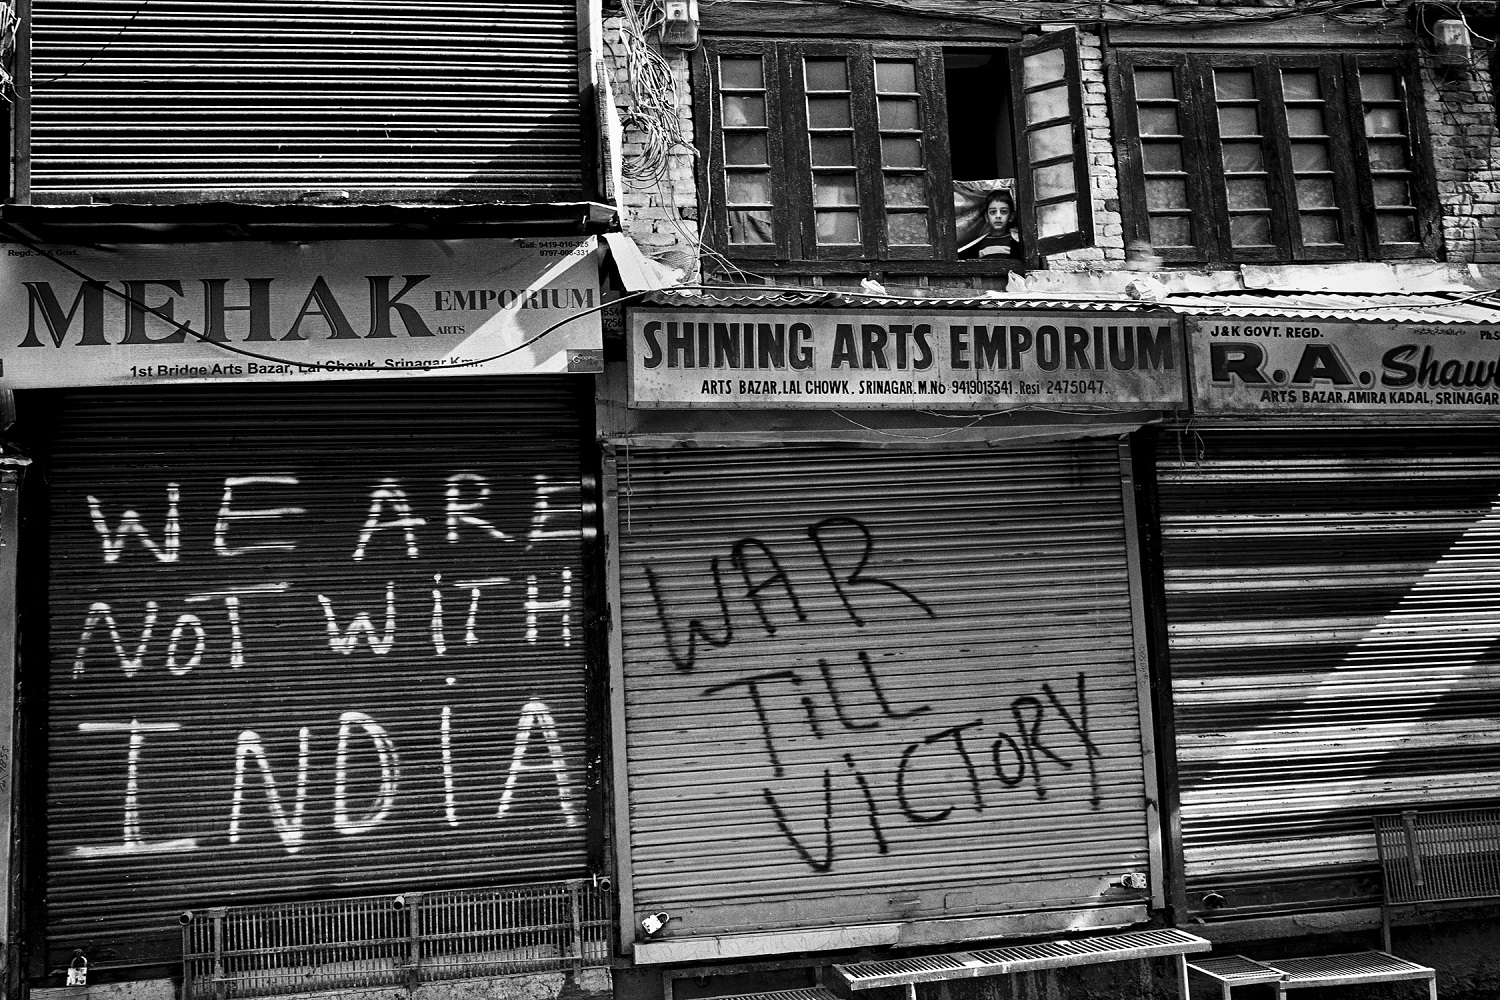 Regd: J&K Govt.
Cell: 9419-016-325
9797-008-331
MEHAK EMPORIUM
ARTS
1st Bridge Arts Bazar, Lal Chowk, Srinagar Kmr.
SHINING ARTS EMPORIUM
ARTS BAZAR, LAL CHOWK. SRINAGAR. M.No 9419013341. Resi 2475047.
J&K GOVT. REGD.
R.A. Shaw
ARTS BAZAR, AMIRA KADAL, SRINAGAR
WE ARE
NOT WiTH
INDiA
WAR
TiLL
ViCTORY